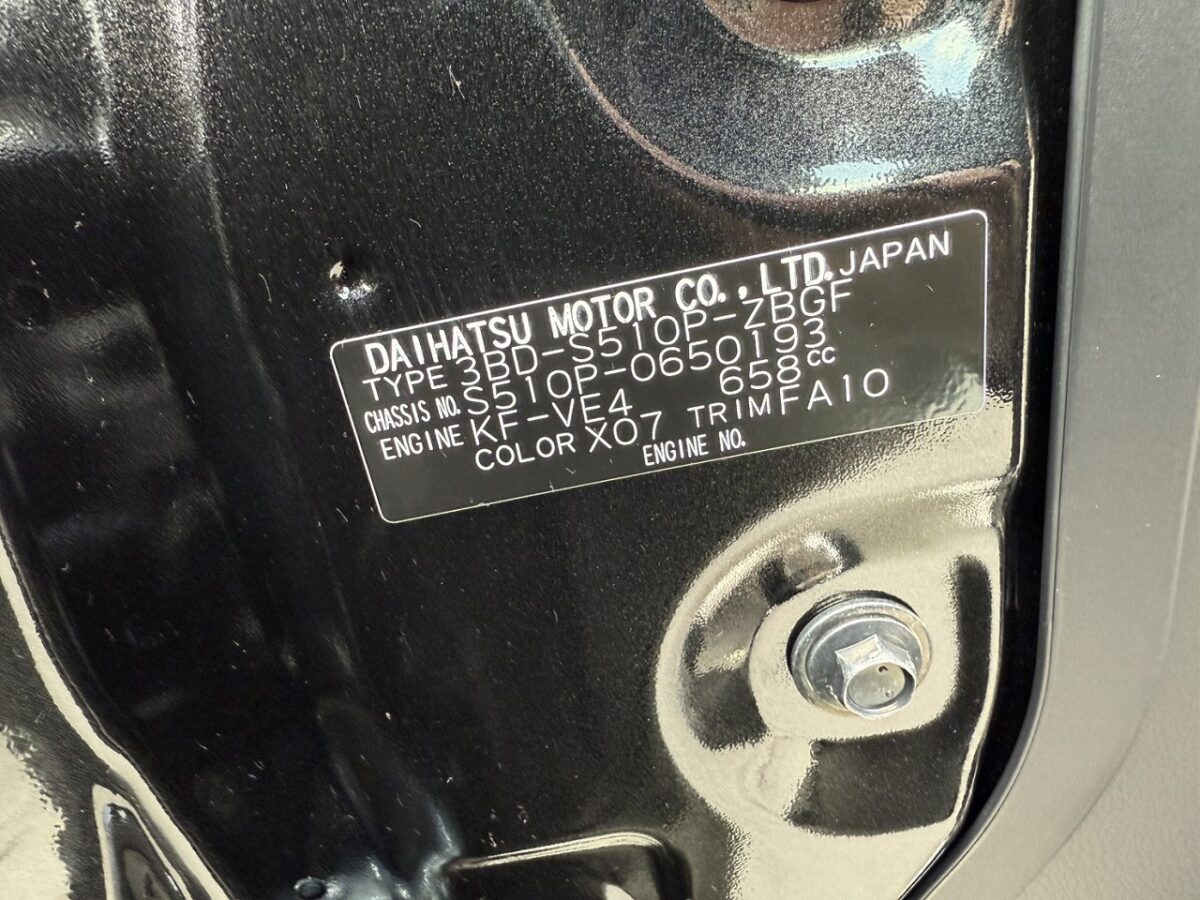 DAIHATSU MOTOR CO., LTD. JAPAN
TYPE 3BD-S510P-ZBGF
CHASSIS NO. S510P-0650193
ENGINE KF-VE4 658cc
COLOR X07 TRIM FA10
ENGINE NO.